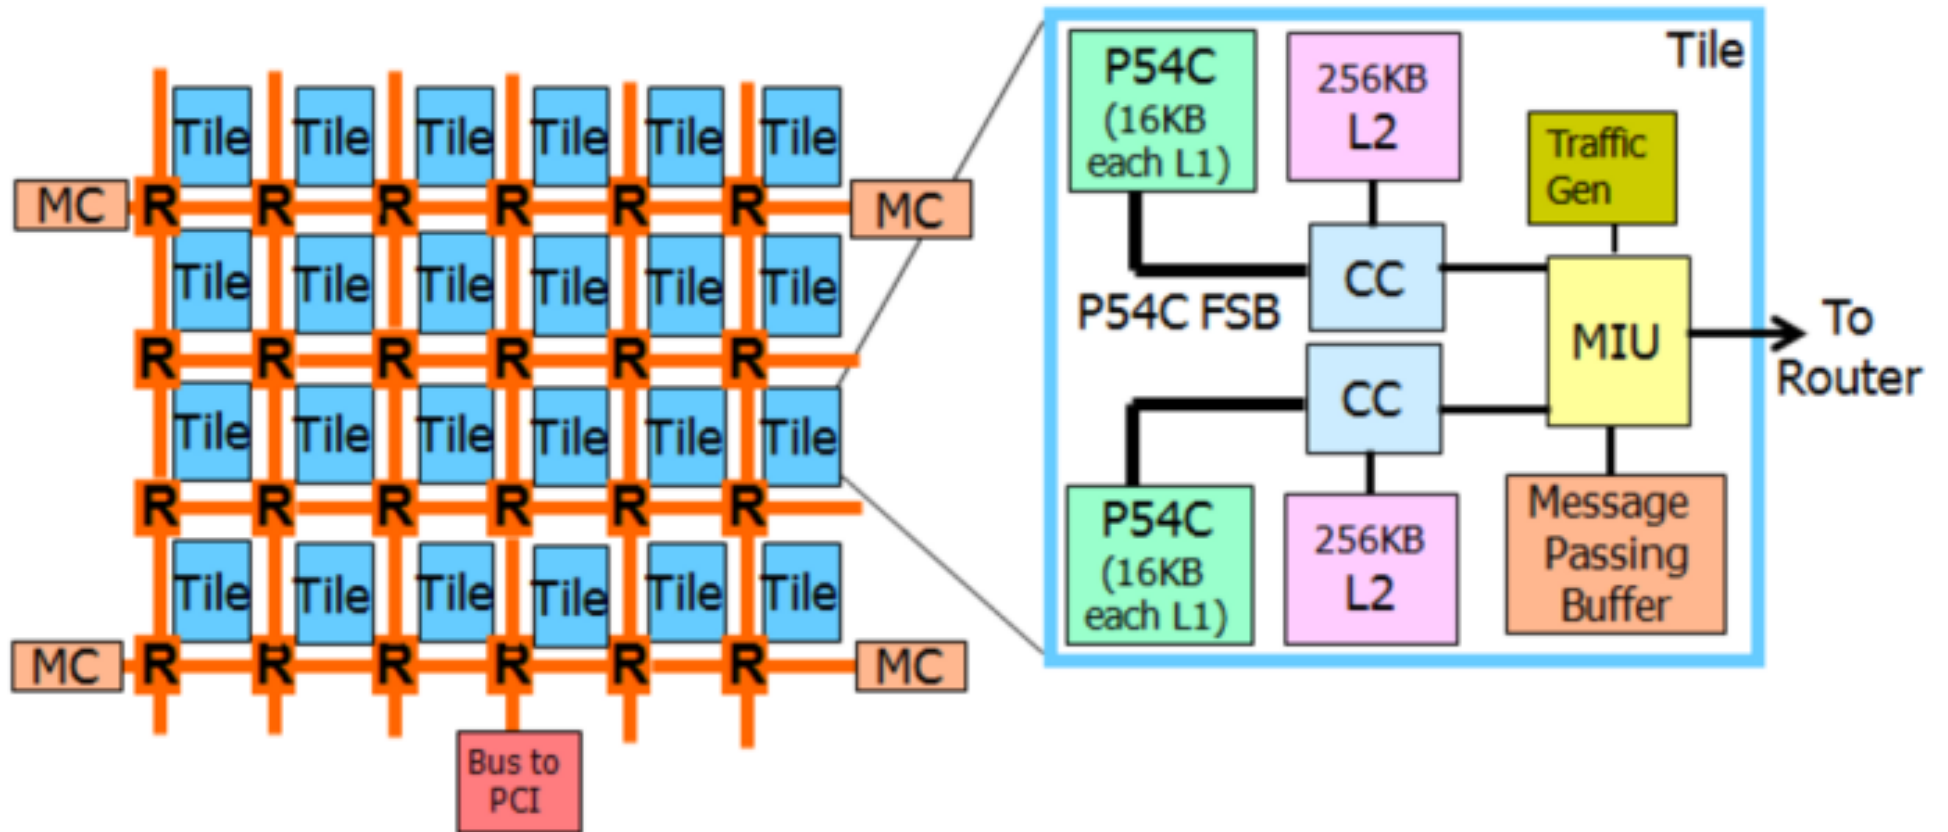 Tile Tile Tile Tile Tile Tile
MC R R R R R R MC
Tile Tile Tile Tile Tile Tile
R R R R R R
Tile Tile Tile Tile Tile Tile
R R R R R R
Tile Tile Tile Tile Tile Tile
MC R R R R R R MC
Bus to
PCI
Tile
P54C
(16KB
each L1)
256KB
L2
Traffic
Gen
CC
P54C FSB
MIU
To
Router
CC
P54C
(16KB
each L1)
256KB
L2
Message
Passing
Buffer